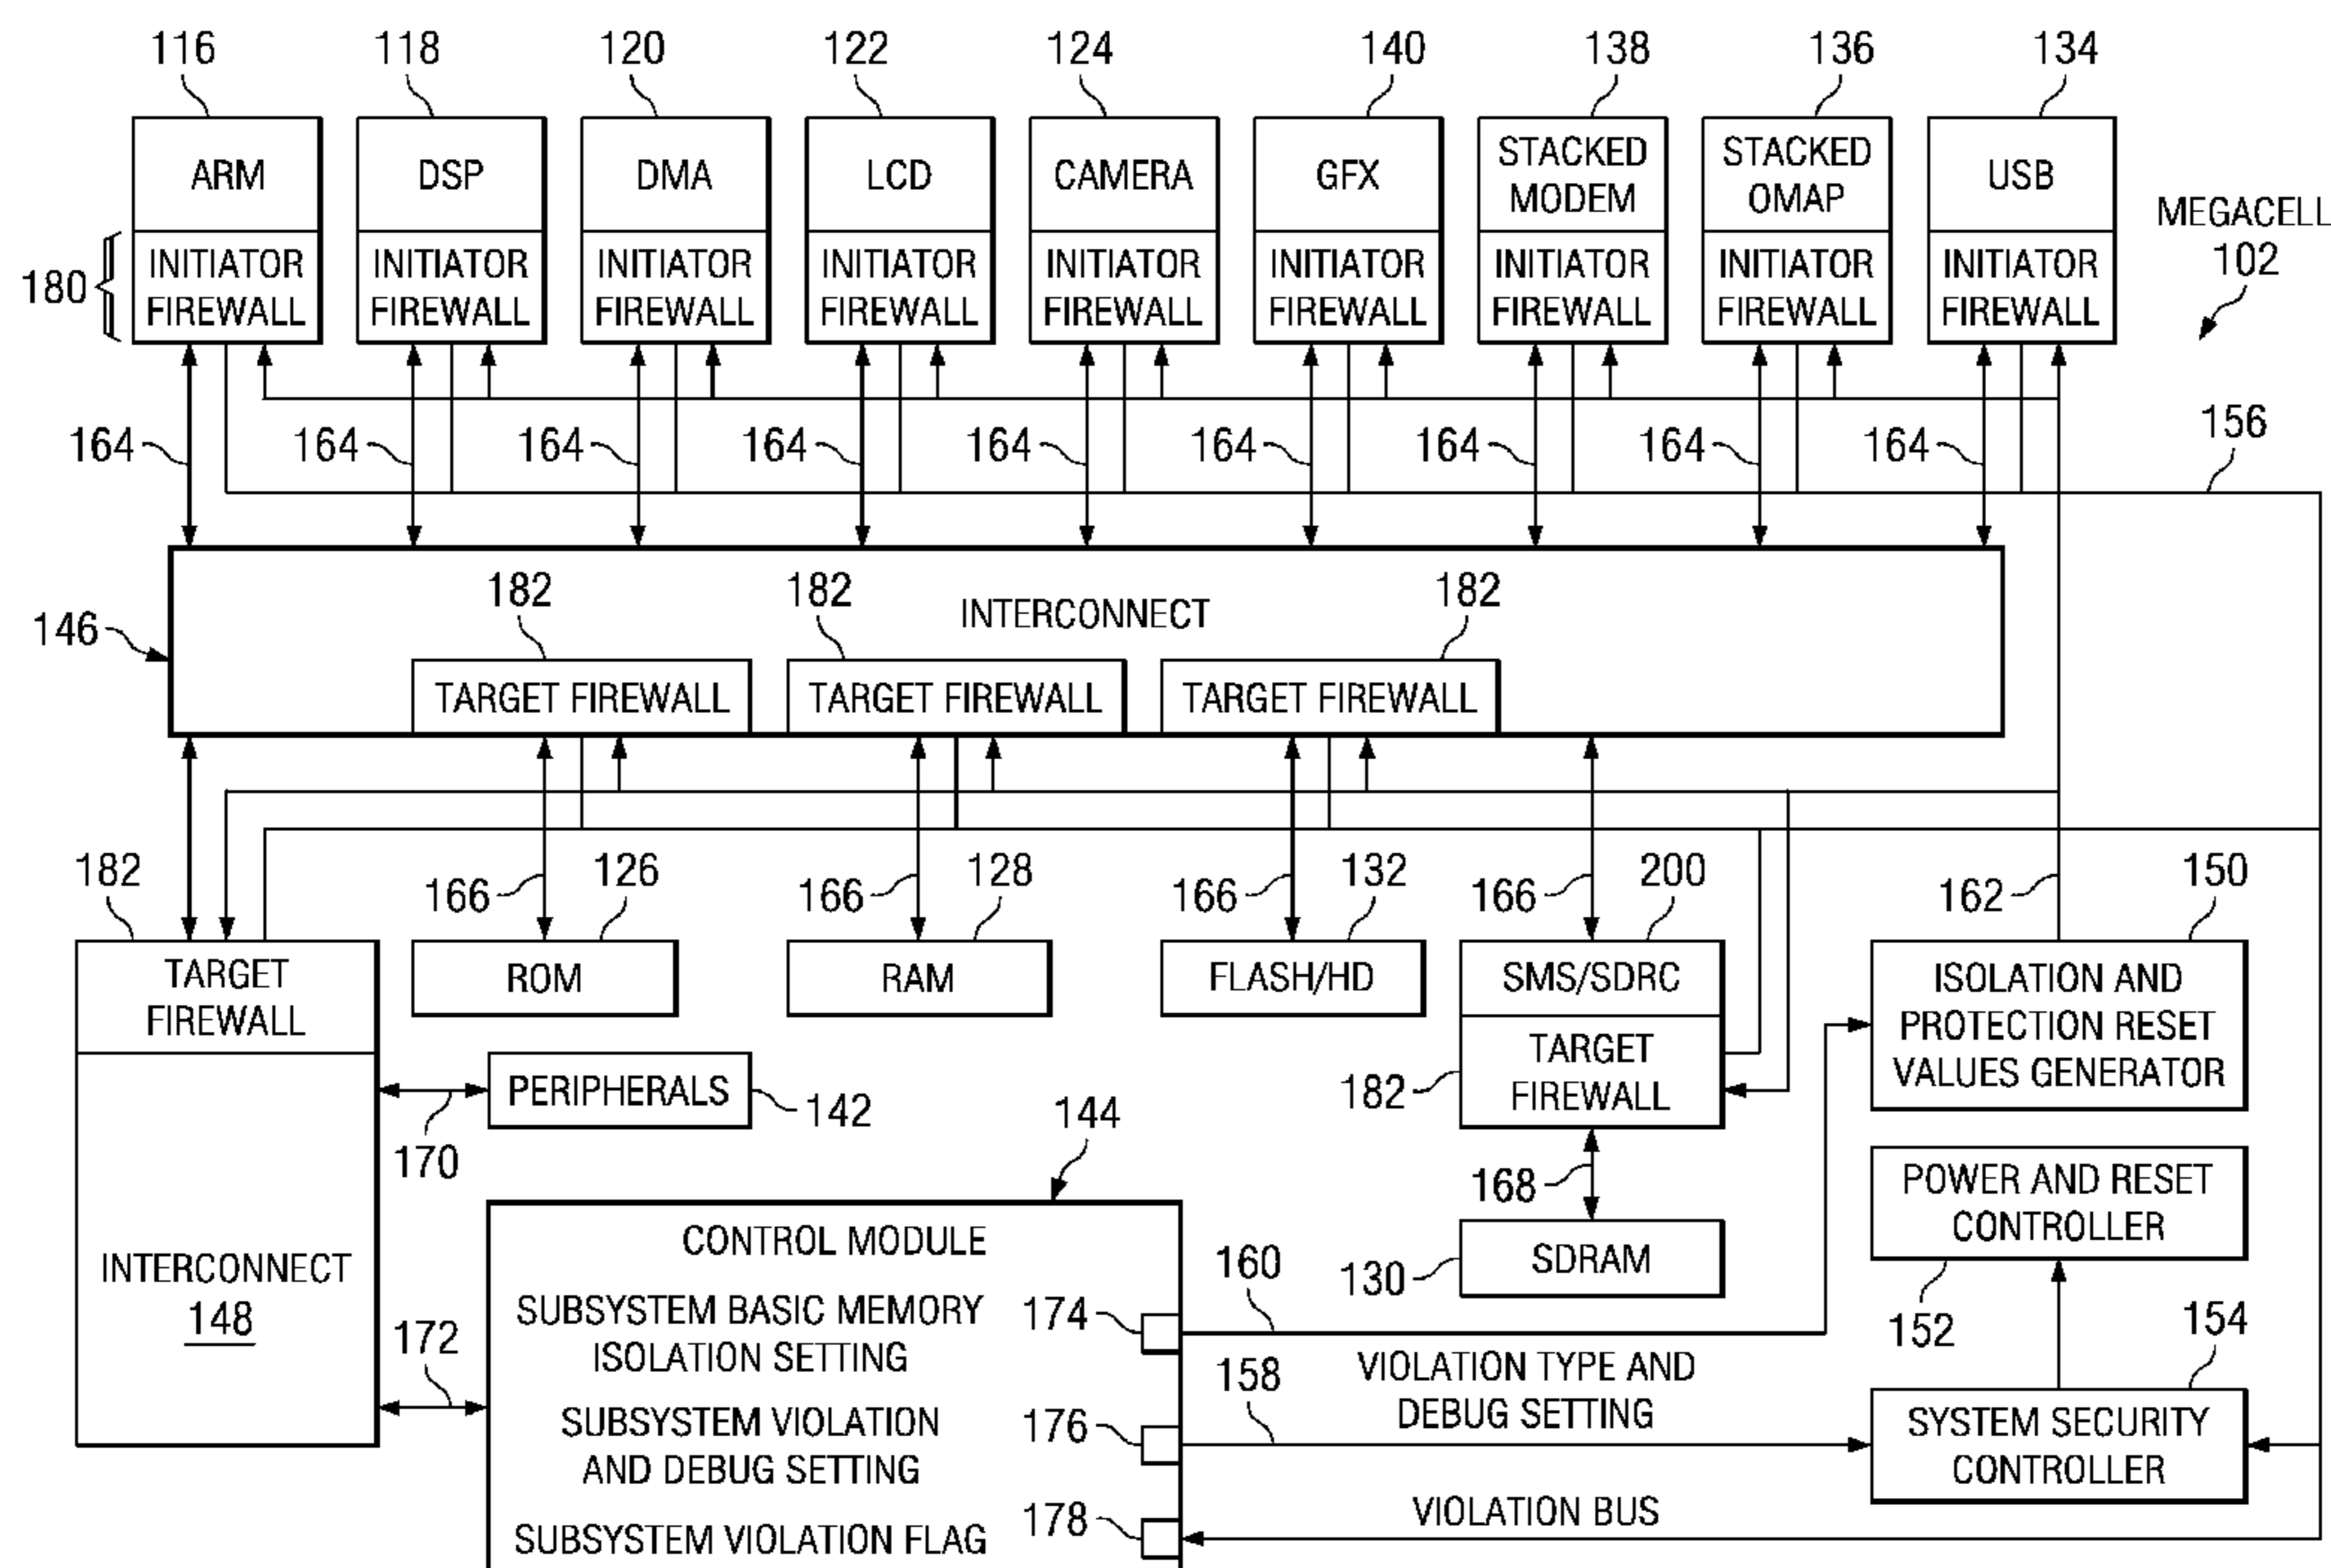 116 118 120 122 124 140 138 136 134
ARM DSP DMA LCD CAMERA GFX STACKED MODEM STACKED OMAP USB
MEGACELL
102
180
INITIATOR FIREWALL INITIATOR FIREWALL INITIATOR FIREWALL INITIATOR FIREWALL INITIATOR FIREWALL INITIATOR FIREWALL INITIATOR FIREWALL INITIATOR FIREWALL INITIATOR FIREWALL
164 164 164 164 164 164 164 164 164
156
146
INTERCONNECT
182 182 182
TARGET FIREWALL TARGET FIREWALL TARGET FIREWALL
182 166 126 166 128 166 132 166 200 162 150
TARGET
FIREWALL
ROM
RAM
FLASH/HD
SMS/SDRC
TARGET
FIREWALL
182
ISOLATION AND
PROTECTION RESET
VALUES GENERATOR
PERIPHERALS
142
170
144
168
SDRAM
130
POWER AND RESET
CONTROLLER
152
154
INTERCONNECT
148
172
CONTROL MODULE
SUBSYSTEM BASIC MEMORY
ISOLATION SETTING
174
160
SUBSYSTEM VIOLATION
AND DEBUG SETTING
176
158
VIOLATION TYPE AND
DEBUG SETTING
SYSTEM SECURITY
CONTROLLER
SUBSYSTEM VIOLATION FLAG
178
VIOLATION BUS